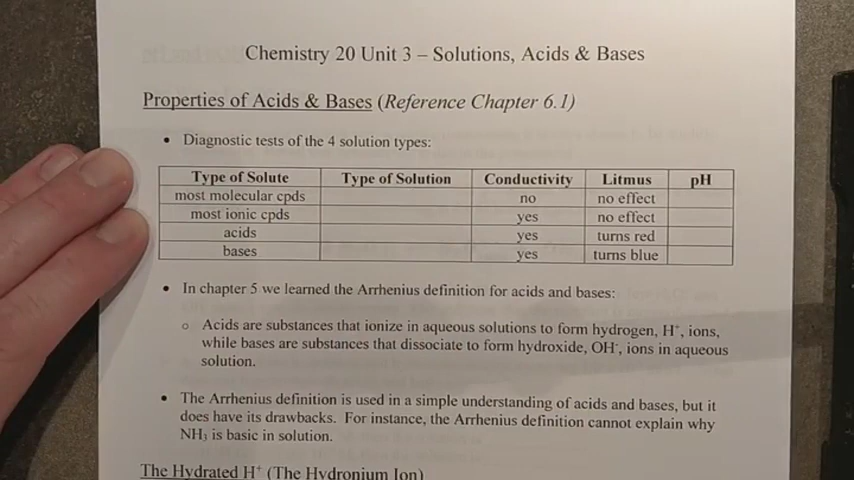 Chemistry 20 Unit 3 – Solutions, Acids & Bases
Properties of Acids & Bases (Reference Chapter 6.1)
• Diagnostic tests of the 4 solution types:
Type of Solute Type of Solution Conductivity Litmus pH
most molecular cpds no no effect
most ionic cpds yes no effect
acids yes turns red
bases yes turns blue
• In chapter 5 we learned the Arrhenius definition for acids and bases:
o Acids are substances that ionize in aqueous solutions to form hydrogen, H⁺, ions,
while bases are substances that dissociate to form hydroxide, OH⁻, ions in aqueous
solution.
• The Arrhenius definition is used in a simple understanding of acids and bases, but it
does have its drawbacks. For instance, the Arrhenius definition cannot explain why
NH₃ is basic in solution.
The Hydrated H⁺ (The Hydronium Ion)